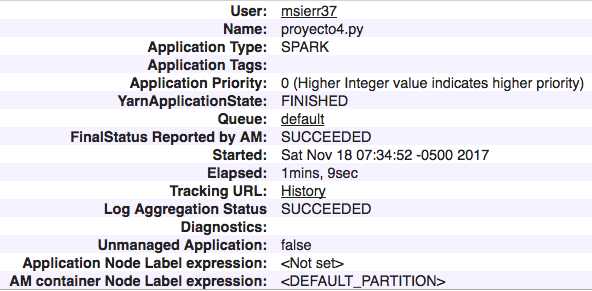 User: msierr37
Name: proyecto4.py
Application Type: SPARK
Application Tags:
Application Priority: 0 (Higher Integer value indicates higher priority)
YarnApplicationState: FINISHED
Queue: default
FinalStatus Reported by AM: SUCCEEDED
Started: Sat Nov 18 07:34:52 -0500 2017
Elapsed: 1mins, 9sec
Tracking URL: History
Log Aggregation Status SUCCEEDED
Diagnostics:
Unmanaged Application: false
Application Node Label expression: <Not set>
AM container Node Label expression: <DEFAULT_PARTITION>